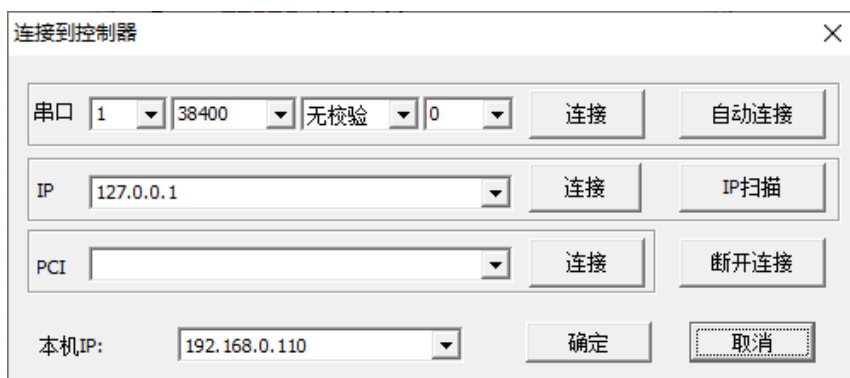 连接到控制器
串口 1 38400 无校验 0 连接 自动连接
IP 127.0.0.1 连接 IP扫描
PCI 连接 断开连接
本机IP: 192.168.0.110 确定 取消